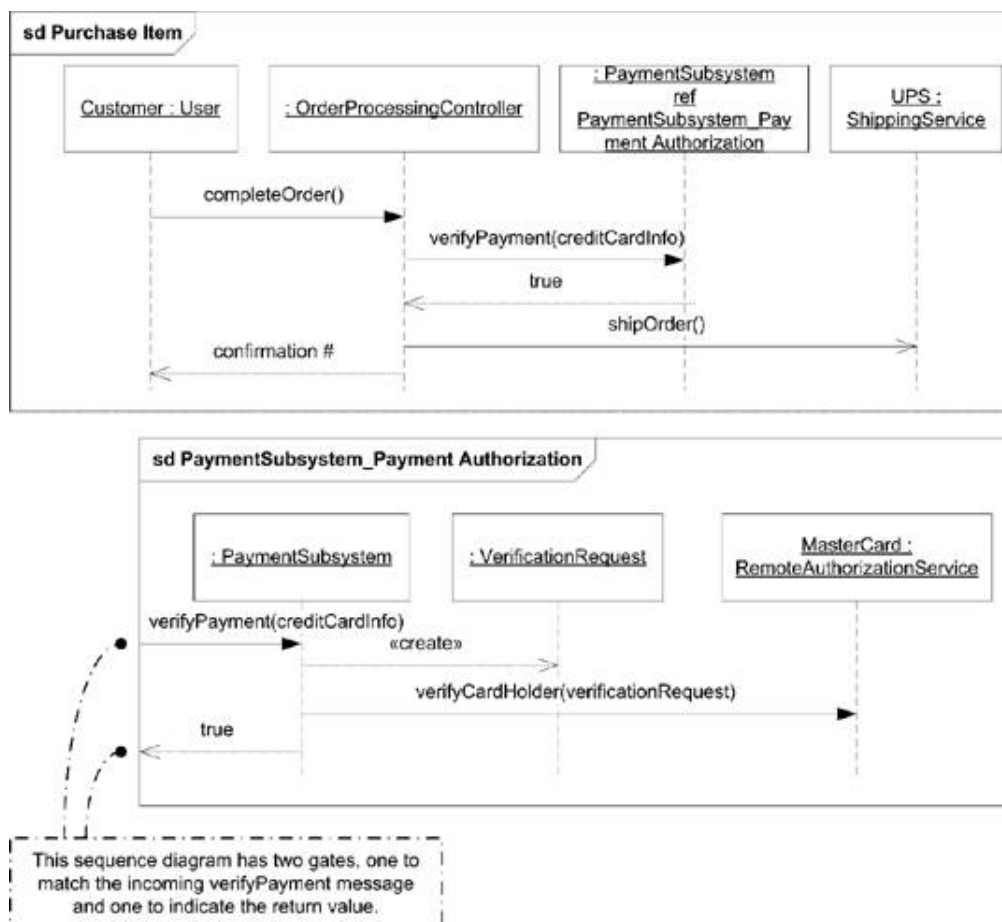 sd Purchase Item
Customer : User
: OrderProcessingController
: PaymentSubsystem
ref
PaymentSubsystem_Pay
ment Authorization
UPS :
ShippingService
completeOrder()
verifyPayment(creditCardInfo)
true
shipOrder()
confirmation #
sd PaymentSubsystem_Payment Authorization
: PaymentSubsystem
: VerificationRequest
MasterCard :
RemoteAuthorizationService
verifyPayment(creditCardInfo)
«create»
verifyCardHolder(verificationRequest)
true
This sequence diagram has two gates, one to
match the incoming verifyPayment message
and one to indicate the return value.